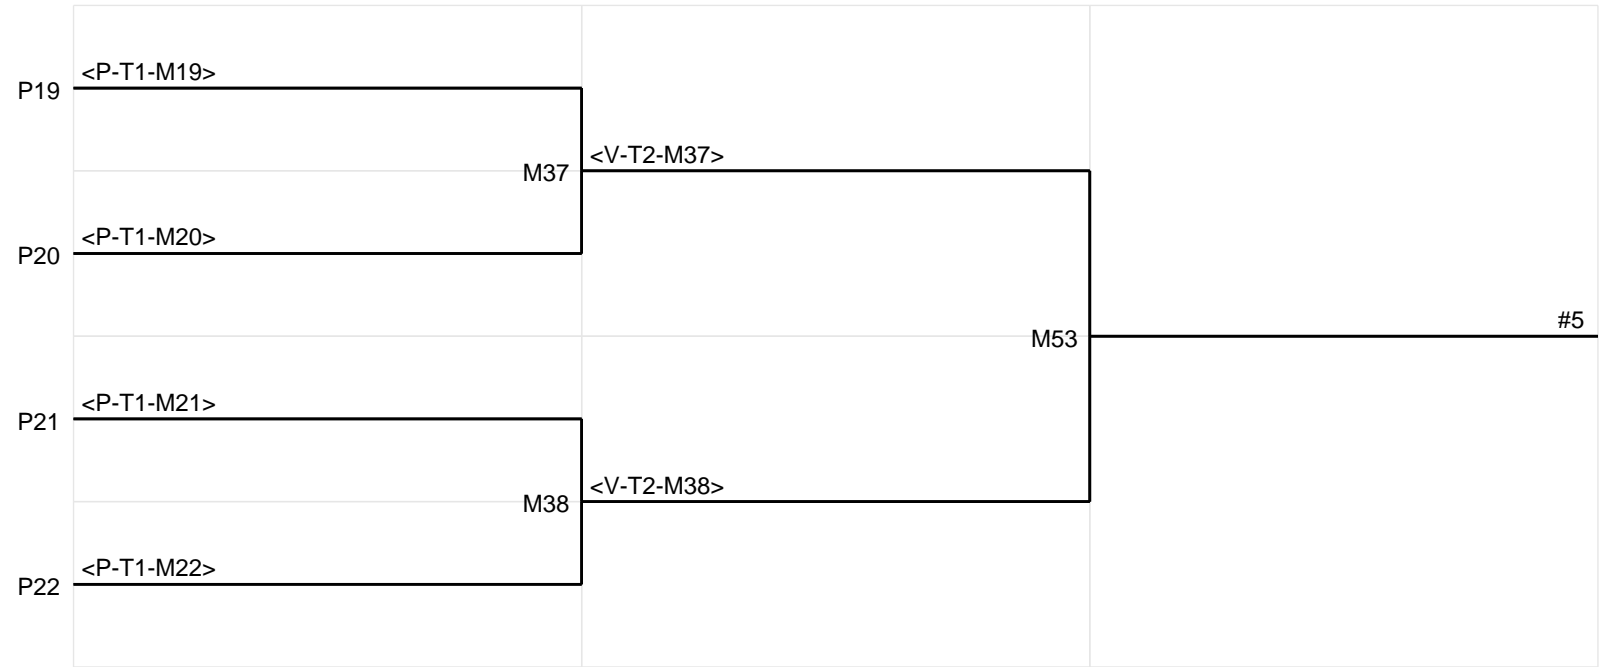 <P-T1-M19>
P19
<V-T2-M37>
M37
<P-T1-M20>
P20
#5
M53
<P-T1-M21>
P21
<V-T2-M38>
M38
<P-T1-M22>
P22